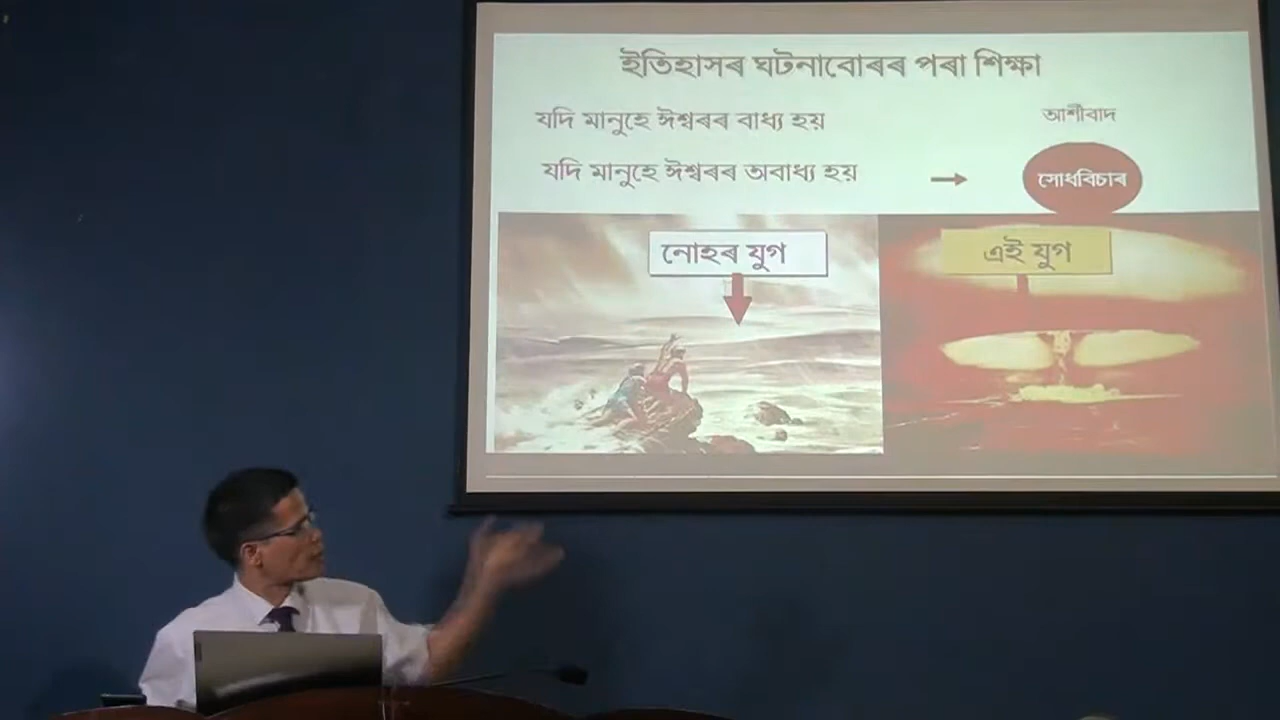 ইতিহাসৰ ঘটনাবোৰৰ পৰা শিক্ষা
যদি মানুহে ঈশ্বৰৰ বাধ্য হয়
আশীবাদ
যদি মানুহে ঈশ্বৰৰ অবাধ্য হয়
সোধবিচাৰ
নোহৰ যুগ
এই যুগ